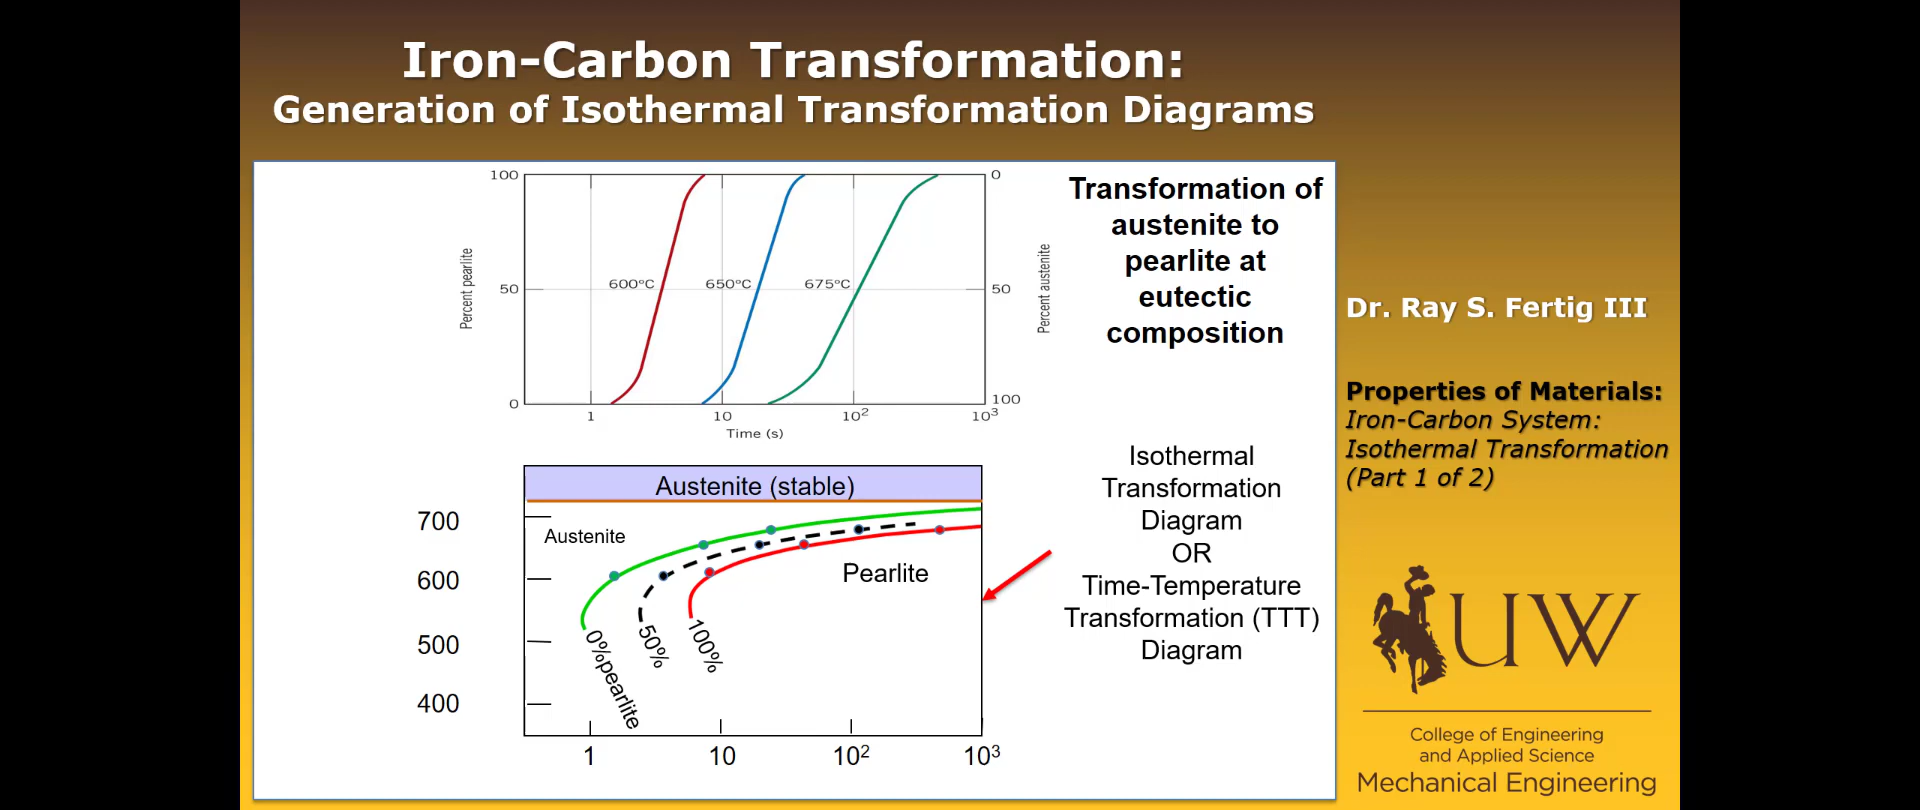 Iron-Carbon Transformation:
Generation of Isothermal Transformation Diagrams
100
50
0
Percent pearlite
600°C
650°C
675°C
0
50
100
Percent austenite
1
10
10²
10³
Time (s)
Transformation of
austenite to
pearlite at
eutectic
composition
Austenite (stable)
700
600
500
400
Austenite
Pearlite
0%pearlite
50%
100%
1
10
10²
10³
Isothermal
Transformation
Diagram
OR
Time-Temperature
Transformation (TTT)
Diagram
Dr. Ray S. Fertig III
Properties of Materials:
Iron-Carbon System:
Isothermal Transformation
(Part 1 of 2)
UW
College of Engineering
and Applied Science
Mechanical Engineering